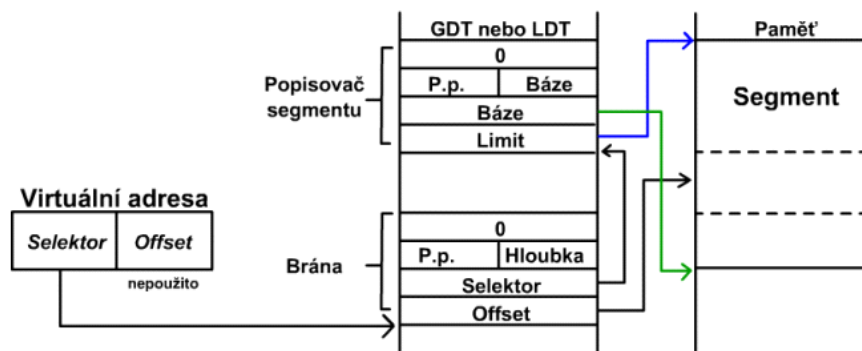 GDT nebo LDT
0
P.p. Báze
Báze
Limit
Popisovač
segmentu
Paměť
Segment
Virtuální adresa
Selektor Offset
nepoužito
Brána
0
P.p. Hloubka
Selektor
Offset